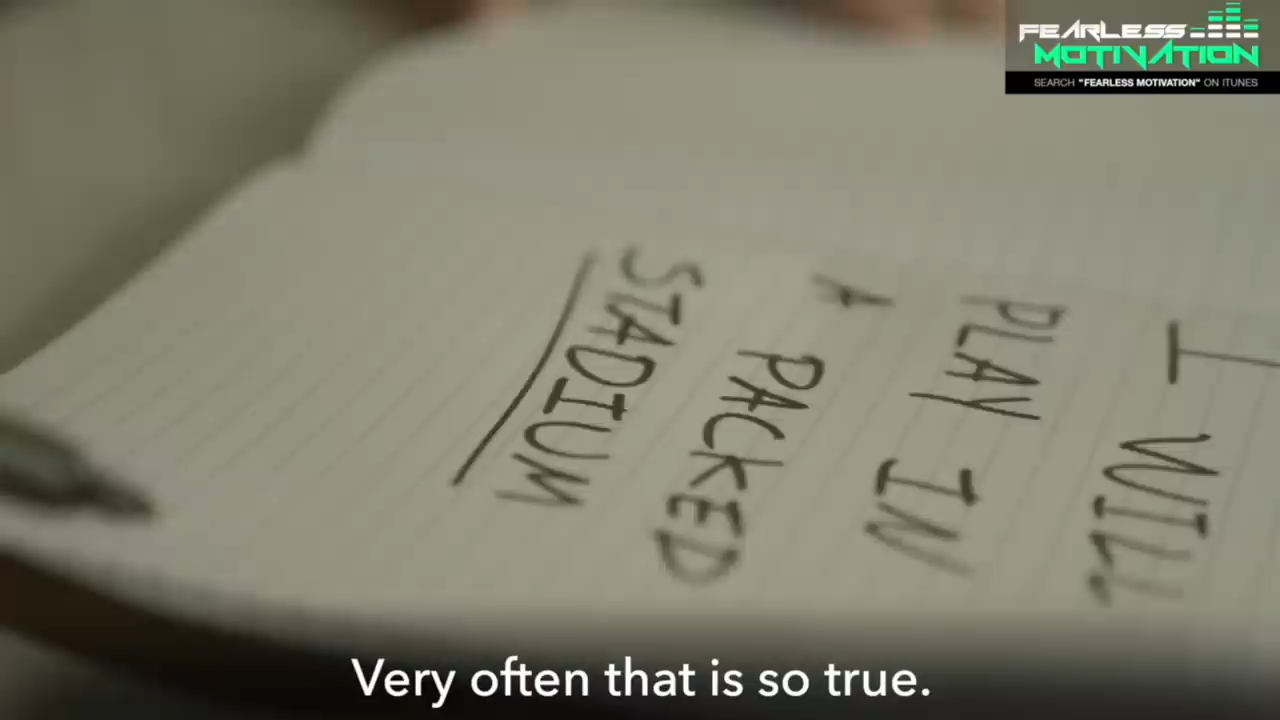 FEARLESS
MOTIVATION
SEARCH "FEARLESS MOTIVATION" ON ITUNES
I WILL
PLAY IN
A PACKED
STADIUM
Very often that is so true.